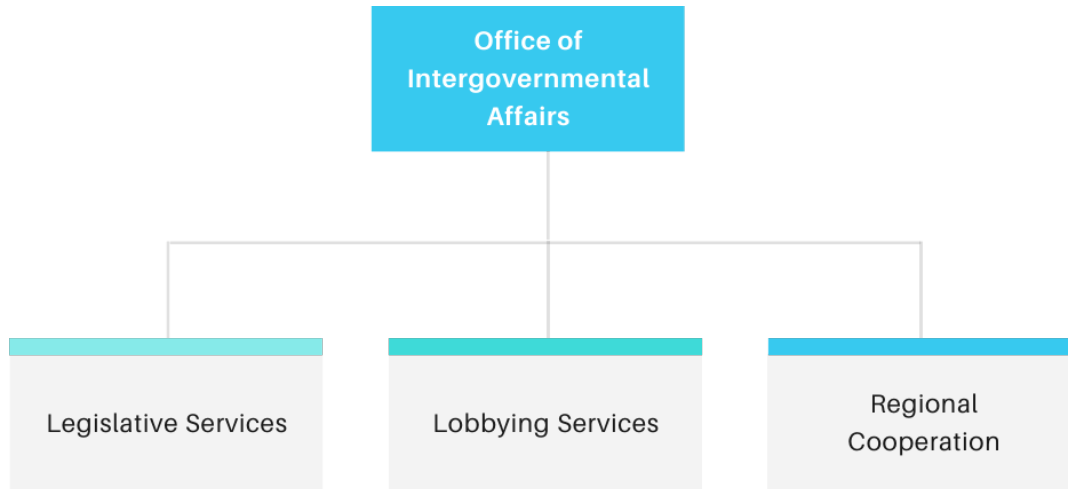 Office of
Intergovernmental
Affairs
Legislative Services
Lobbying Services
Regional
Cooperation